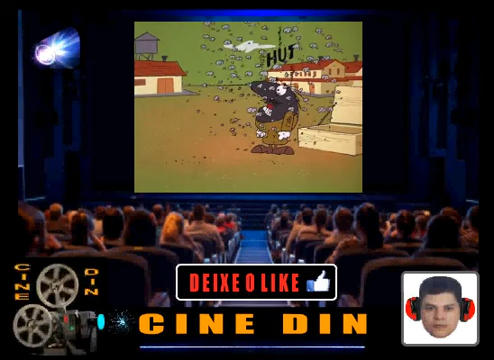 HUT
DEIXE O LIKE
CINE
DIN
CINE DIN